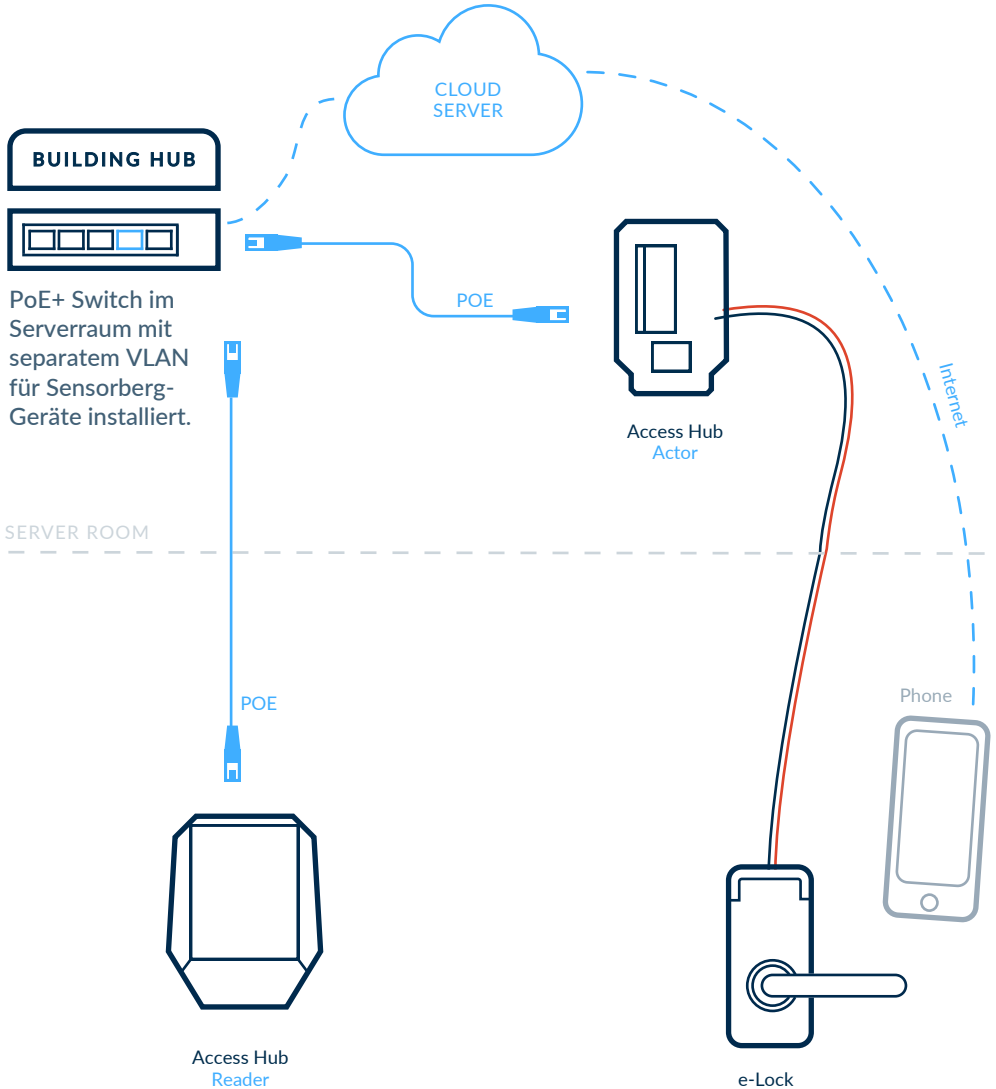 CLOUD
SERVER
BUILDING HUB
PoE+ Switch im
Serverraum mit
separatem VLAN
für Sensorberg-
Geräte installiert.
POE
Internet
Access Hub
Actor
SERVER ROOM
POE
Phone
Access Hub
Reader
e-Lock